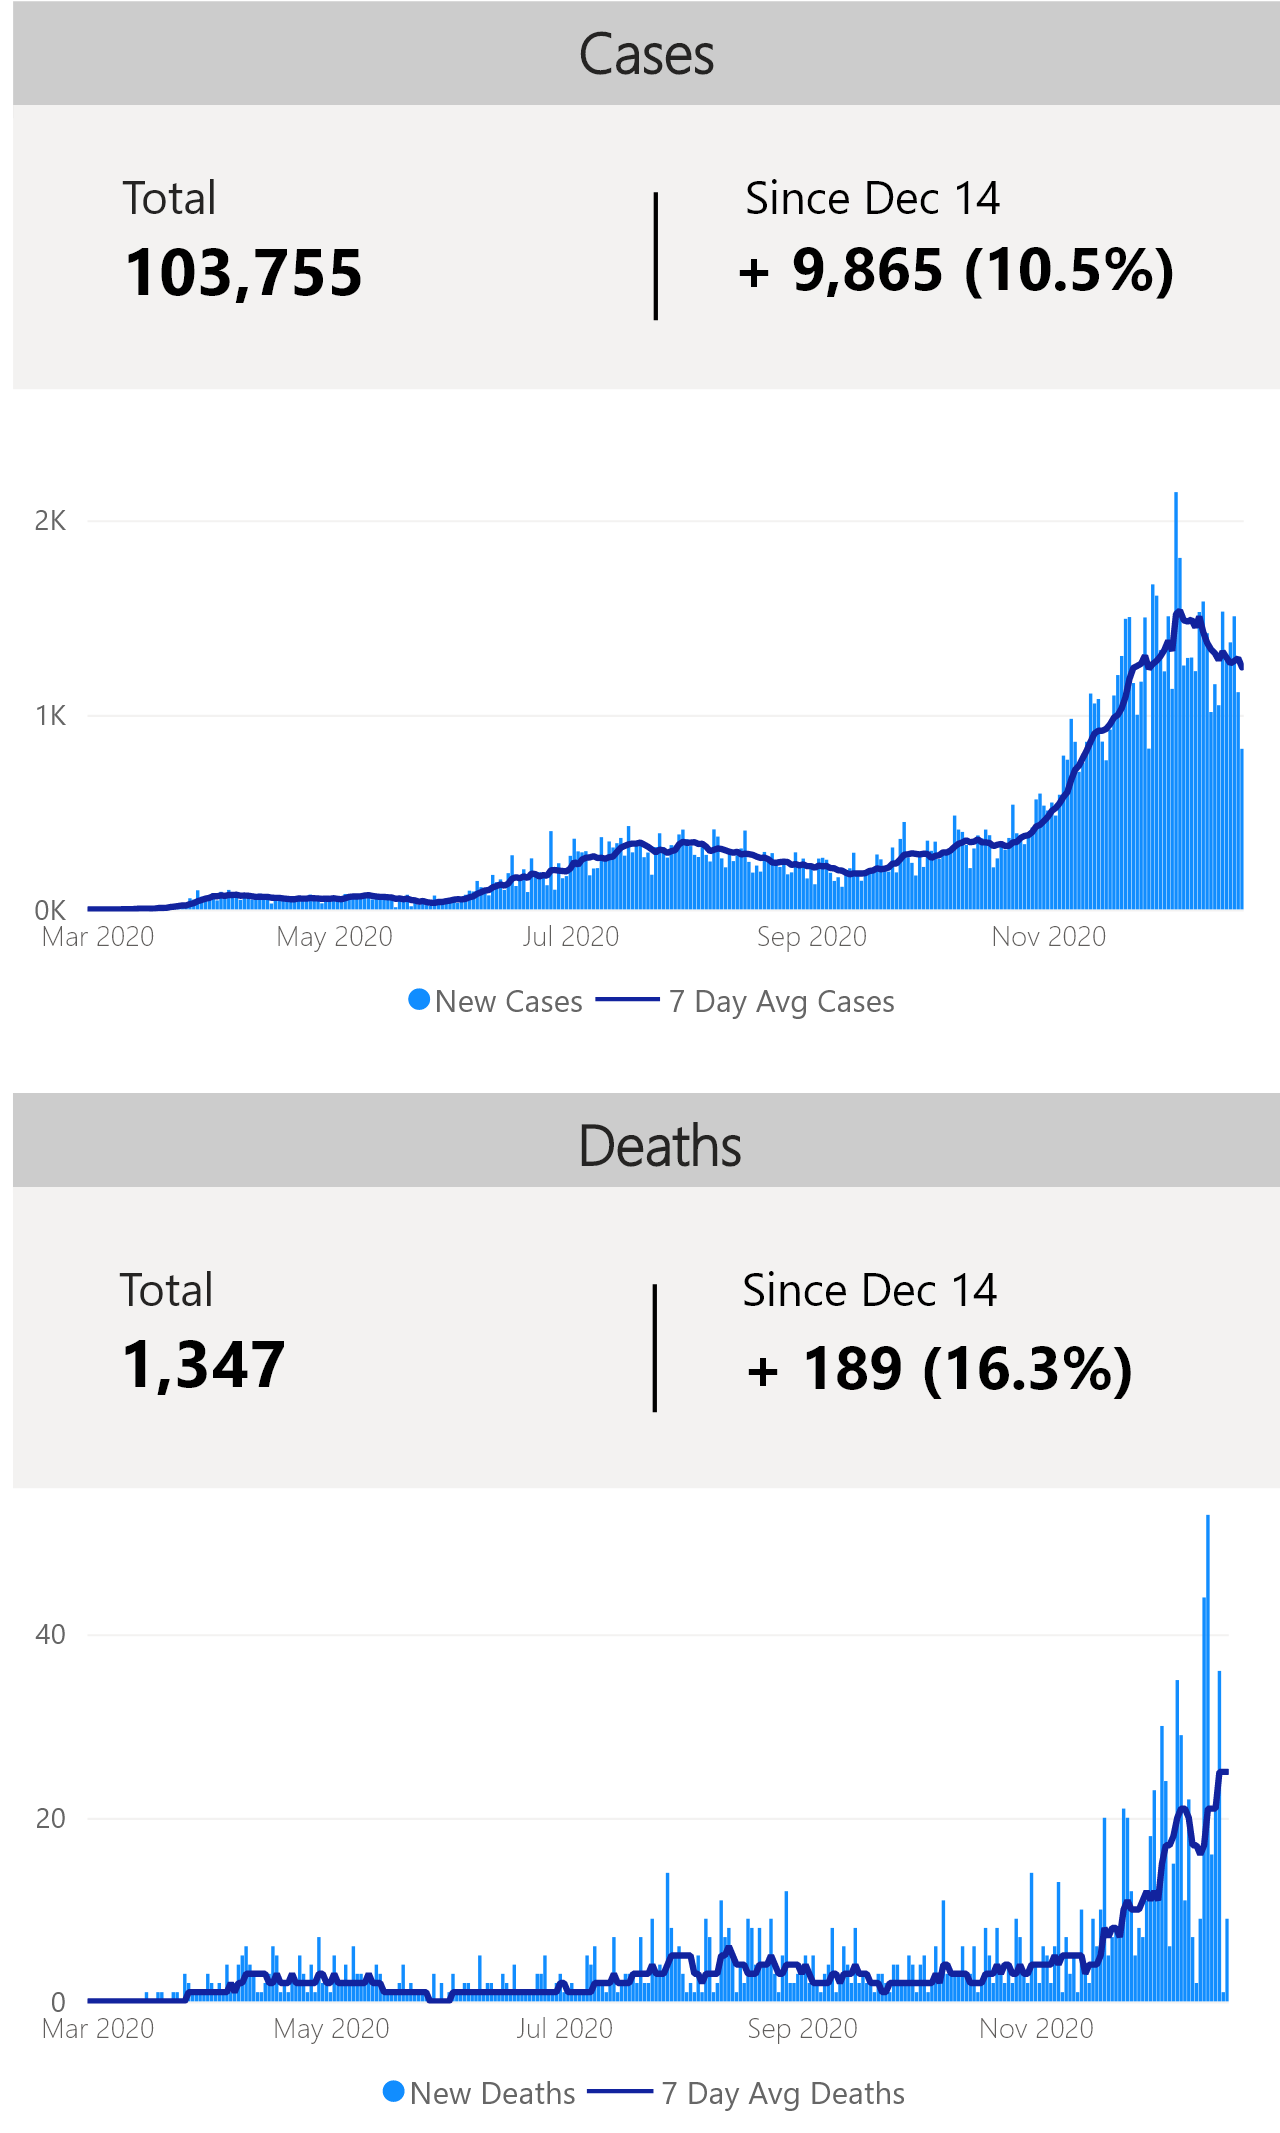 Cases
Total
Since Dec 14
103,755
+ 9,865 (10.5%)
2K
1K
0K
Mar 2020 May 2020 Jul 2020 Sep 2020 Nov 2020
New Cases 7 Day Avg Cases
Deaths
Total
Since Dec 14
1,347
+ 189 (16.3%)
40
20
0
Mar 2020 May 2020 Jul 2020 Sep 2020 Nov 2020
New Deaths 7 Day Avg Deaths